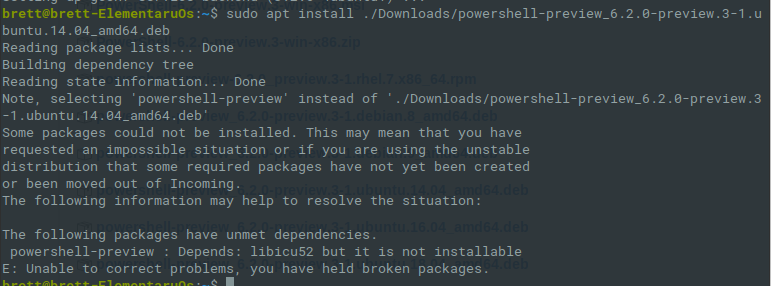 brett@brett-ElementaruOs:~$ sudo apt install ./Downloads/powershell-preview_6.2.0-preview.3-1.u
buntu.14.04_amd64.deb
Reading package lists... Done
Building dependency tree
Reading state information... Done
Note, selecting 'powershell-preview' instead of './Downloads/powershell-preview_6.2.0-preview.3
-1.ubuntu.14.04_amd64.deb'
Some packages could not be installed. This may mean that you have
requested an impossible situation or if you are using the unstable
distribution that some required packages have not yet been created
or been moved out of Incoming.
The following information may help to resolve the situation:
The following packages have unmet dependencies.
powershell-preview : Depends: libicu52 but it is not installable
E: Unable to correct problems, you have held broken packages.
brett@brett-ElementaruOs:~$